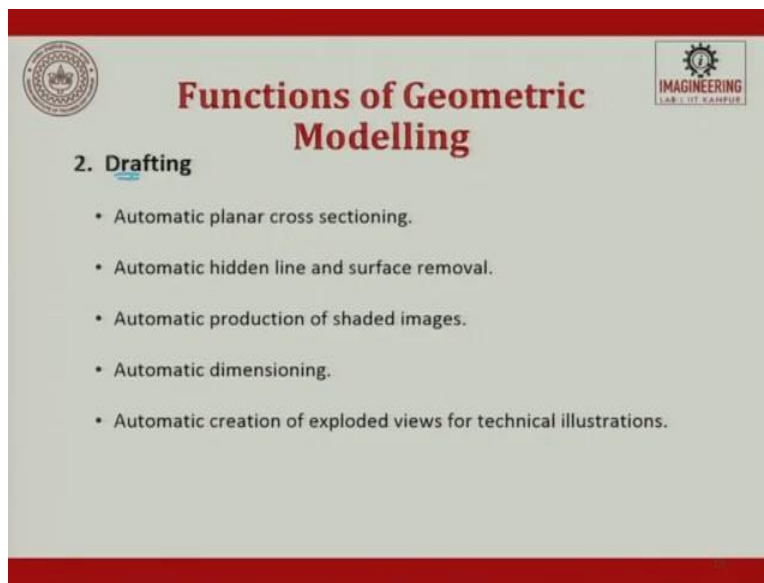 IMAGINEERING
LAB I IIT KANPUR
Functions of Geometric
Modelling
2. Drafting
• Automatic planar cross sectioning.
• Automatic hidden line and surface removal.
• Automatic production of shaded images.
• Automatic dimensioning.
• Automatic creation of exploded views for technical illustrations.